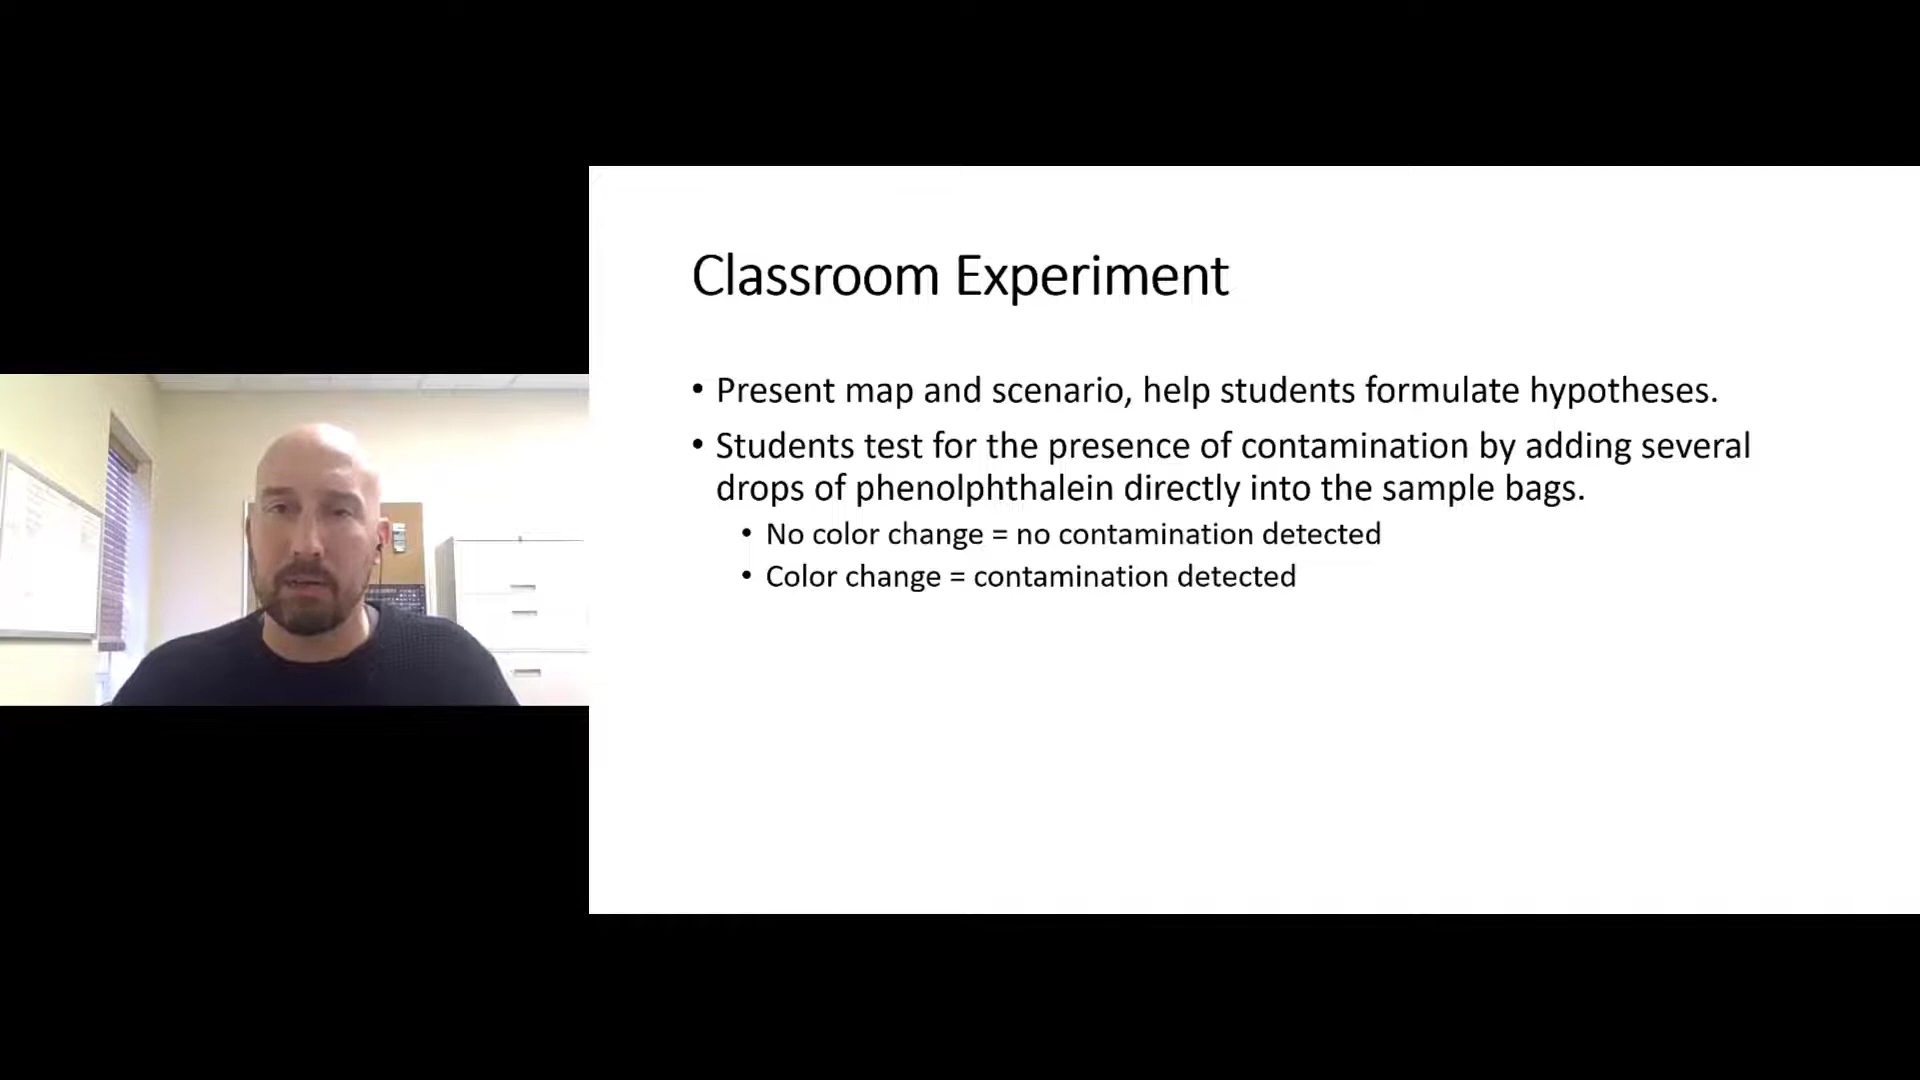 Classroom Experiment
• Present map and scenario, help students formulate hypotheses.
• Students test for the presence of contamination by adding several
drops of phenolphthalein directly into the sample bags.
• No color change = no contamination detected
• Color change = contamination detected